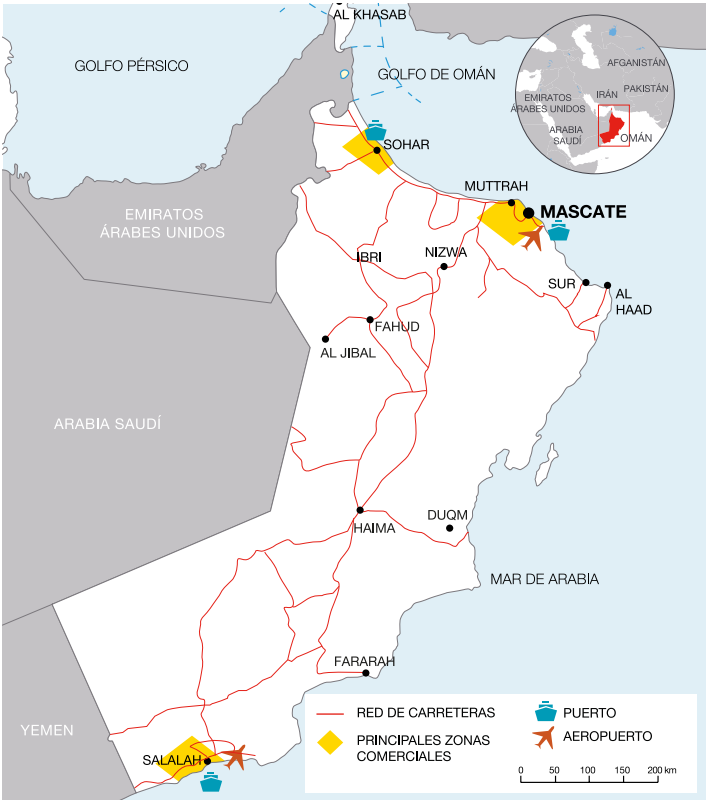 AL KHASAB
GOLFO PÉRSICO
GOLFO DE OMÁN
AFGANISTÁN
IRÁN
PAKISTÁN
EMIRATOS
ÁRABES UNIDOS
ARABIA
SAUDÍ
OMÁN
SOHAR
MUTTRAH
MASCATE
EMIRATOS
ÁRABES UNIDOS
IBRI
NIZWA
SUR
AL
HAAD
FAHUD
AL JIBAL
ARABIA SAUDÍ
DUQM
HAIMA
MAR DE ARABIA
FARARAH
YEMEN
SALALAH
RED DE CARRETERAS
PRINCIPALES ZONAS
COMERCIALES
PUERTO
AEROPUERTO
0 50 100 150 200 km